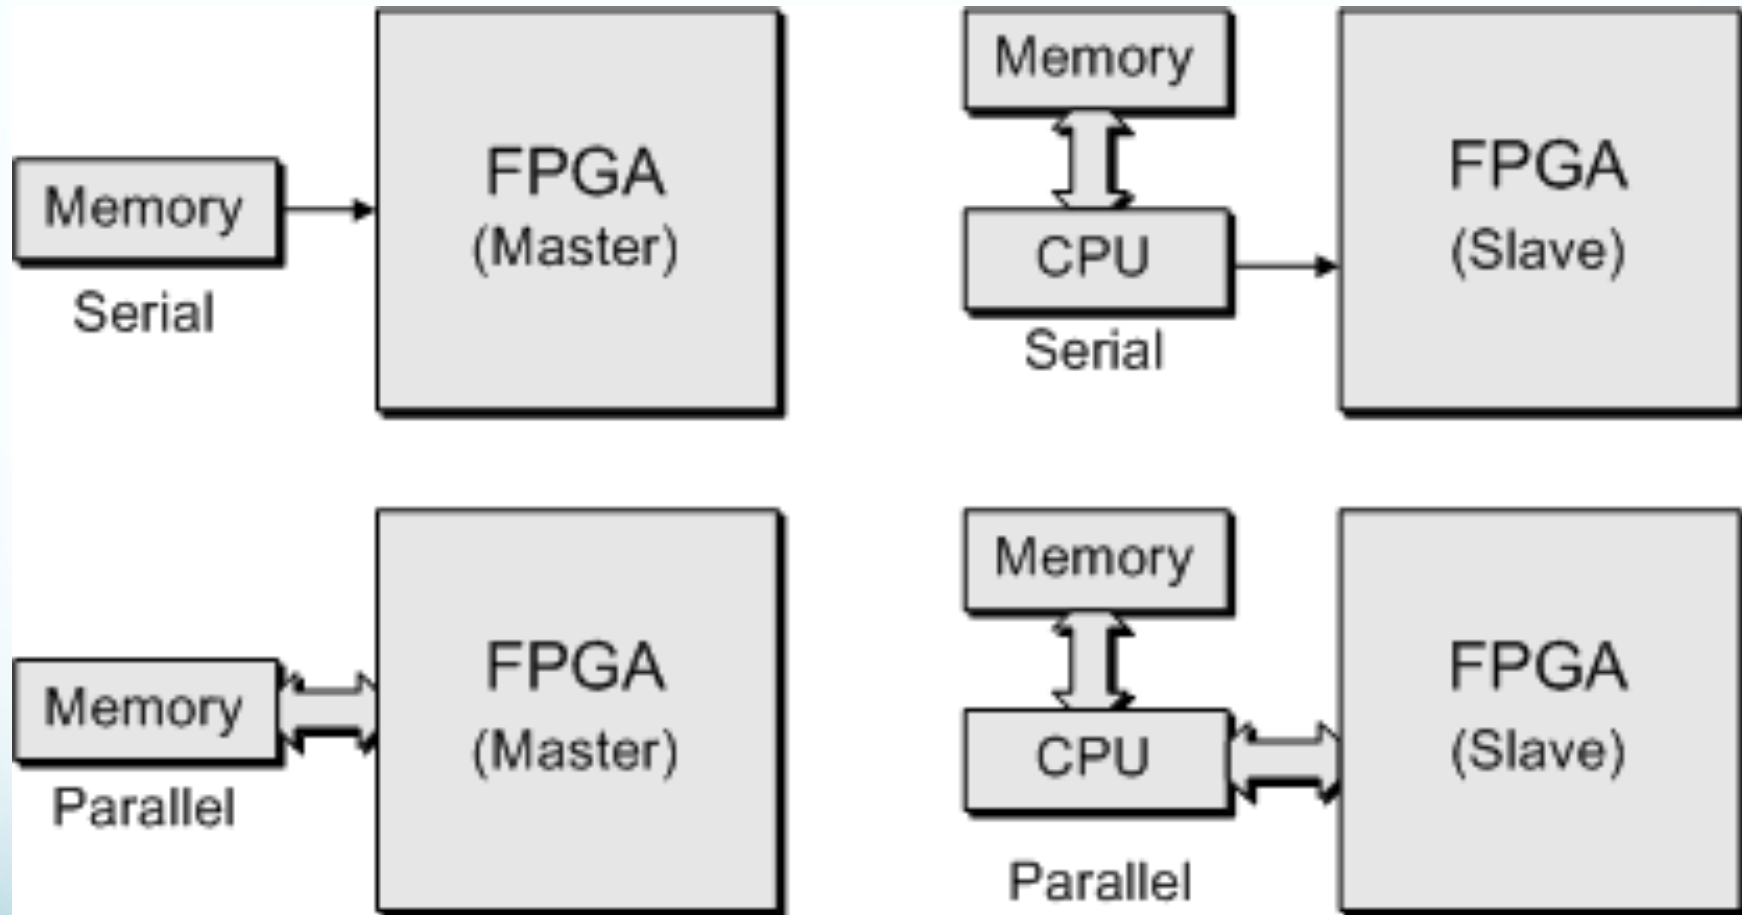 Memory
Serial
FPGA
(Master)
Memory
CPU
Serial
FPGA
(Slave)
Memory
Parallel
FPGA
(Master)
Memory
CPU
Parallel
FPGA
(Slave)